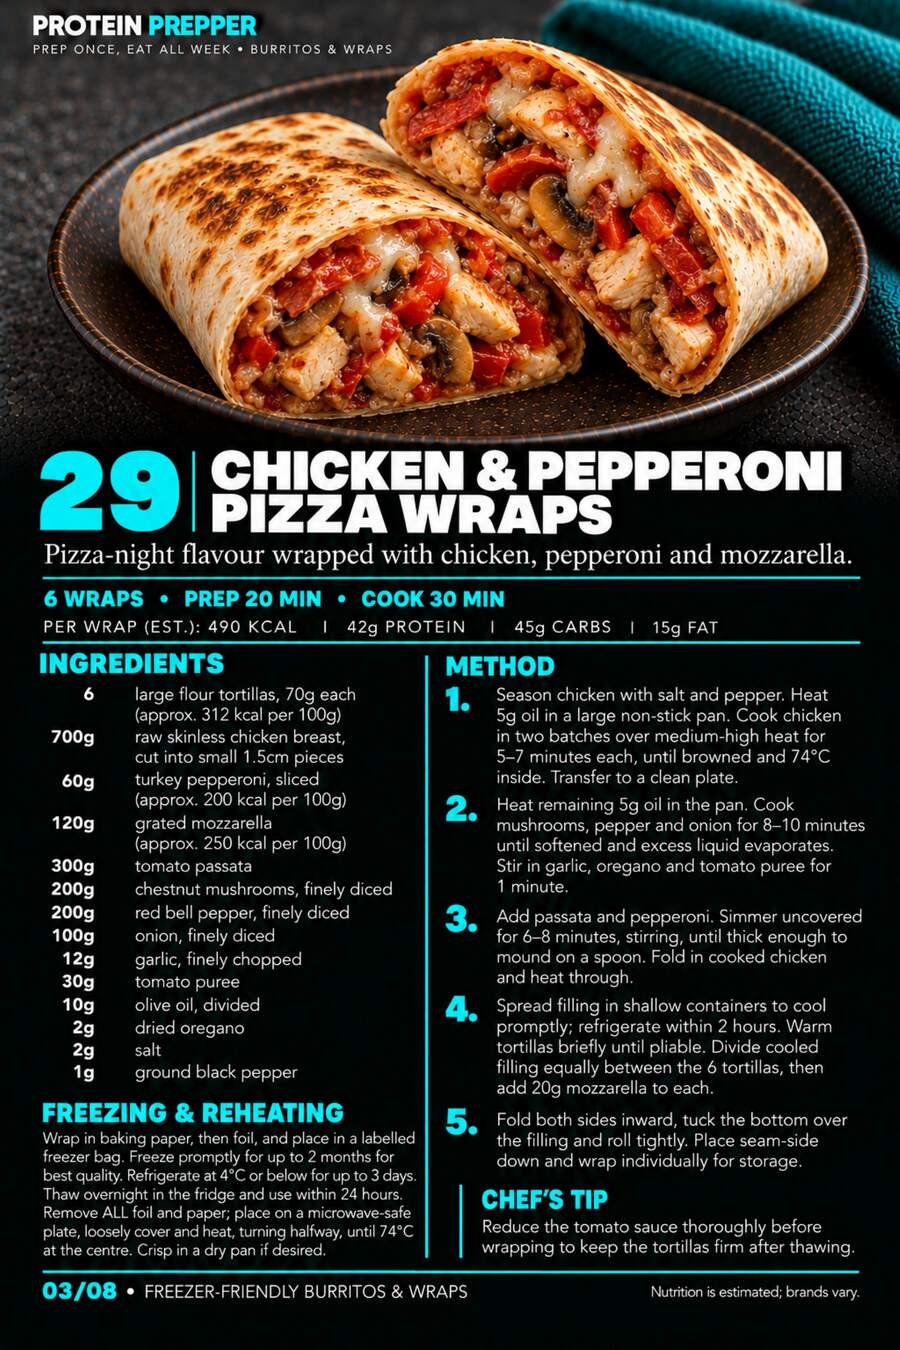 PROTEIN PREPPER
PREP ONCE, EAT ALL WEEK • BURRITOS & WRAPS
29
CHICKEN & PEPPERONI
PIZZA WRAPS
Pizza-night flavour wrapped with chicken, pepperoni and mozzarella.
6 WRAPS • PREP 20 MIN • COOK 30 MIN
PER WRAP (EST.): 490 KCAL | 42g PROTEIN | 45g CARBS | 15g FAT
INGREDIENTS
6 large flour tortillas, 70g each
(approx. 312 kcal per 100g)
700g raw skinless chicken breast,
cut into small 1.5cm pieces
60g turkey pepperoni, sliced
(approx. 200 kcal per 100g)
120g grated mozzarella
(approx. 250 kcal per 100g)
300g tomato passata
200g chestnut mushrooms, finely diced
200g red bell pepper, finely diced
100g onion, finely diced
12g garlic, finely chopped
30g tomato puree
10g olive oil, divided
2g dried oregano
2g salt
1g ground black pepper
FREEZING & REHEATING
Wrap in baking paper, then foil, and place in a labelled
freezer bag. Freeze promptly for up to 2 months for
best quality. Refrigerate at 4°C or below for up to 3 days.
Thaw overnight in the fridge and use within 24 hours.
Remove ALL foil and paper; place on a microwave-safe
plate, loosely cover and heat, turning halfway, until 74°C
at the centre. Crisp in a dry pan if desired.
METHOD
1. Season chicken with salt and pepper. Heat
5g oil in a large non-stick pan. Cook chicken
in two batches over medium-high heat for
5–7 minutes each, until browned and 74°C
inside. Transfer to a clean plate.
2. Heat remaining 5g oil in the pan. Cook
mushrooms, pepper and onion for 8–10 minutes
until softened and excess liquid evaporates.
Stir in garlic, oregano and tomato puree for
1 minute.
3. Add passata and pepperoni. Simmer uncovered
for 6–8 minutes, stirring, until thick enough to
mound on a spoon. Fold in cooked chicken
and heat through.
4. Spread filling in shallow containers to cool
promptly; refrigerate within 2 hours. Warm
tortillas briefly until pliable. Divide cooled
filling equally between the 6 tortillas, then
add 20g mozzarella to each.
5. Fold both sides inward, tuck the bottom over
the filling and roll tightly. Place seam-side
down and wrap individually for storage.
CHEF'S TIP
Reduce the tomato sauce thoroughly before
wrapping to keep the tortillas firm after thawing.
03/08 • FREEZER-FRIENDLY BURRITOS & WRAPS
Nutrition is estimated; brands vary.